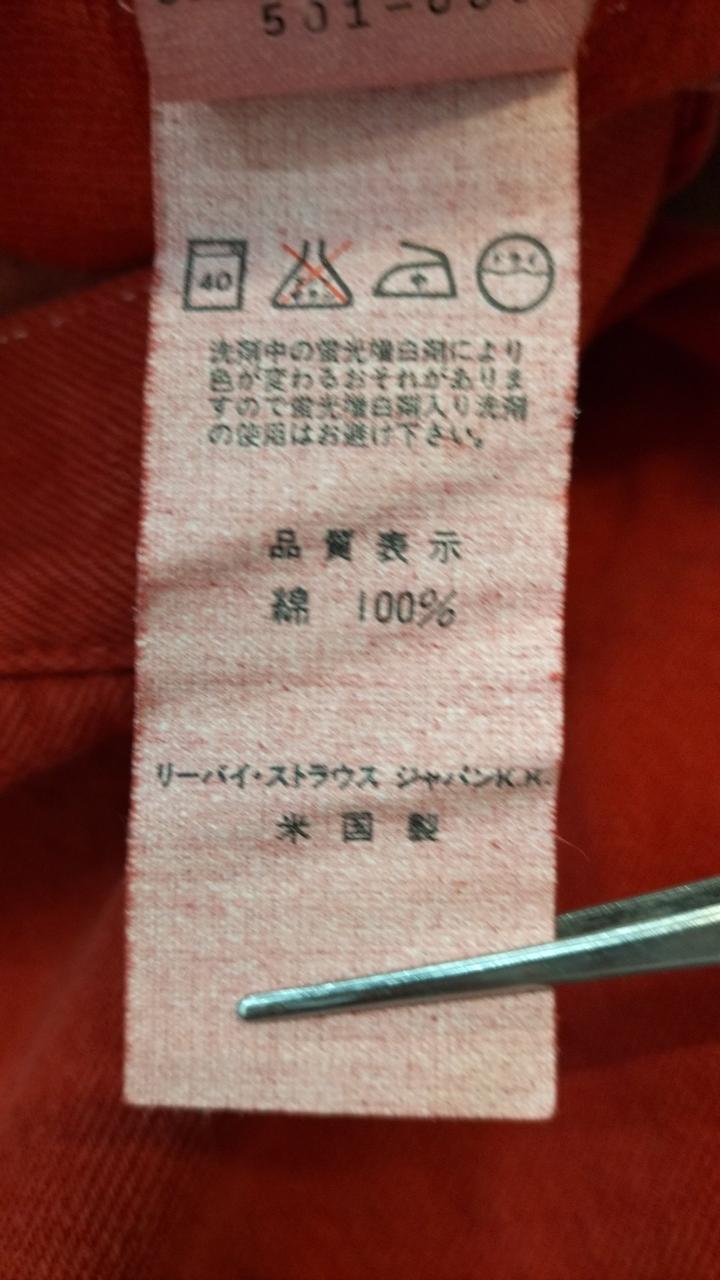 501-
40
洗剤中の蛍光増白剤により
色が変わるおそれがありま
すので蛍光増白剤入り洗剤
の使用はお避け下さい。
品質表示
綿 100%
リーバイ・ストラウス ジャパンK.K.
米国製